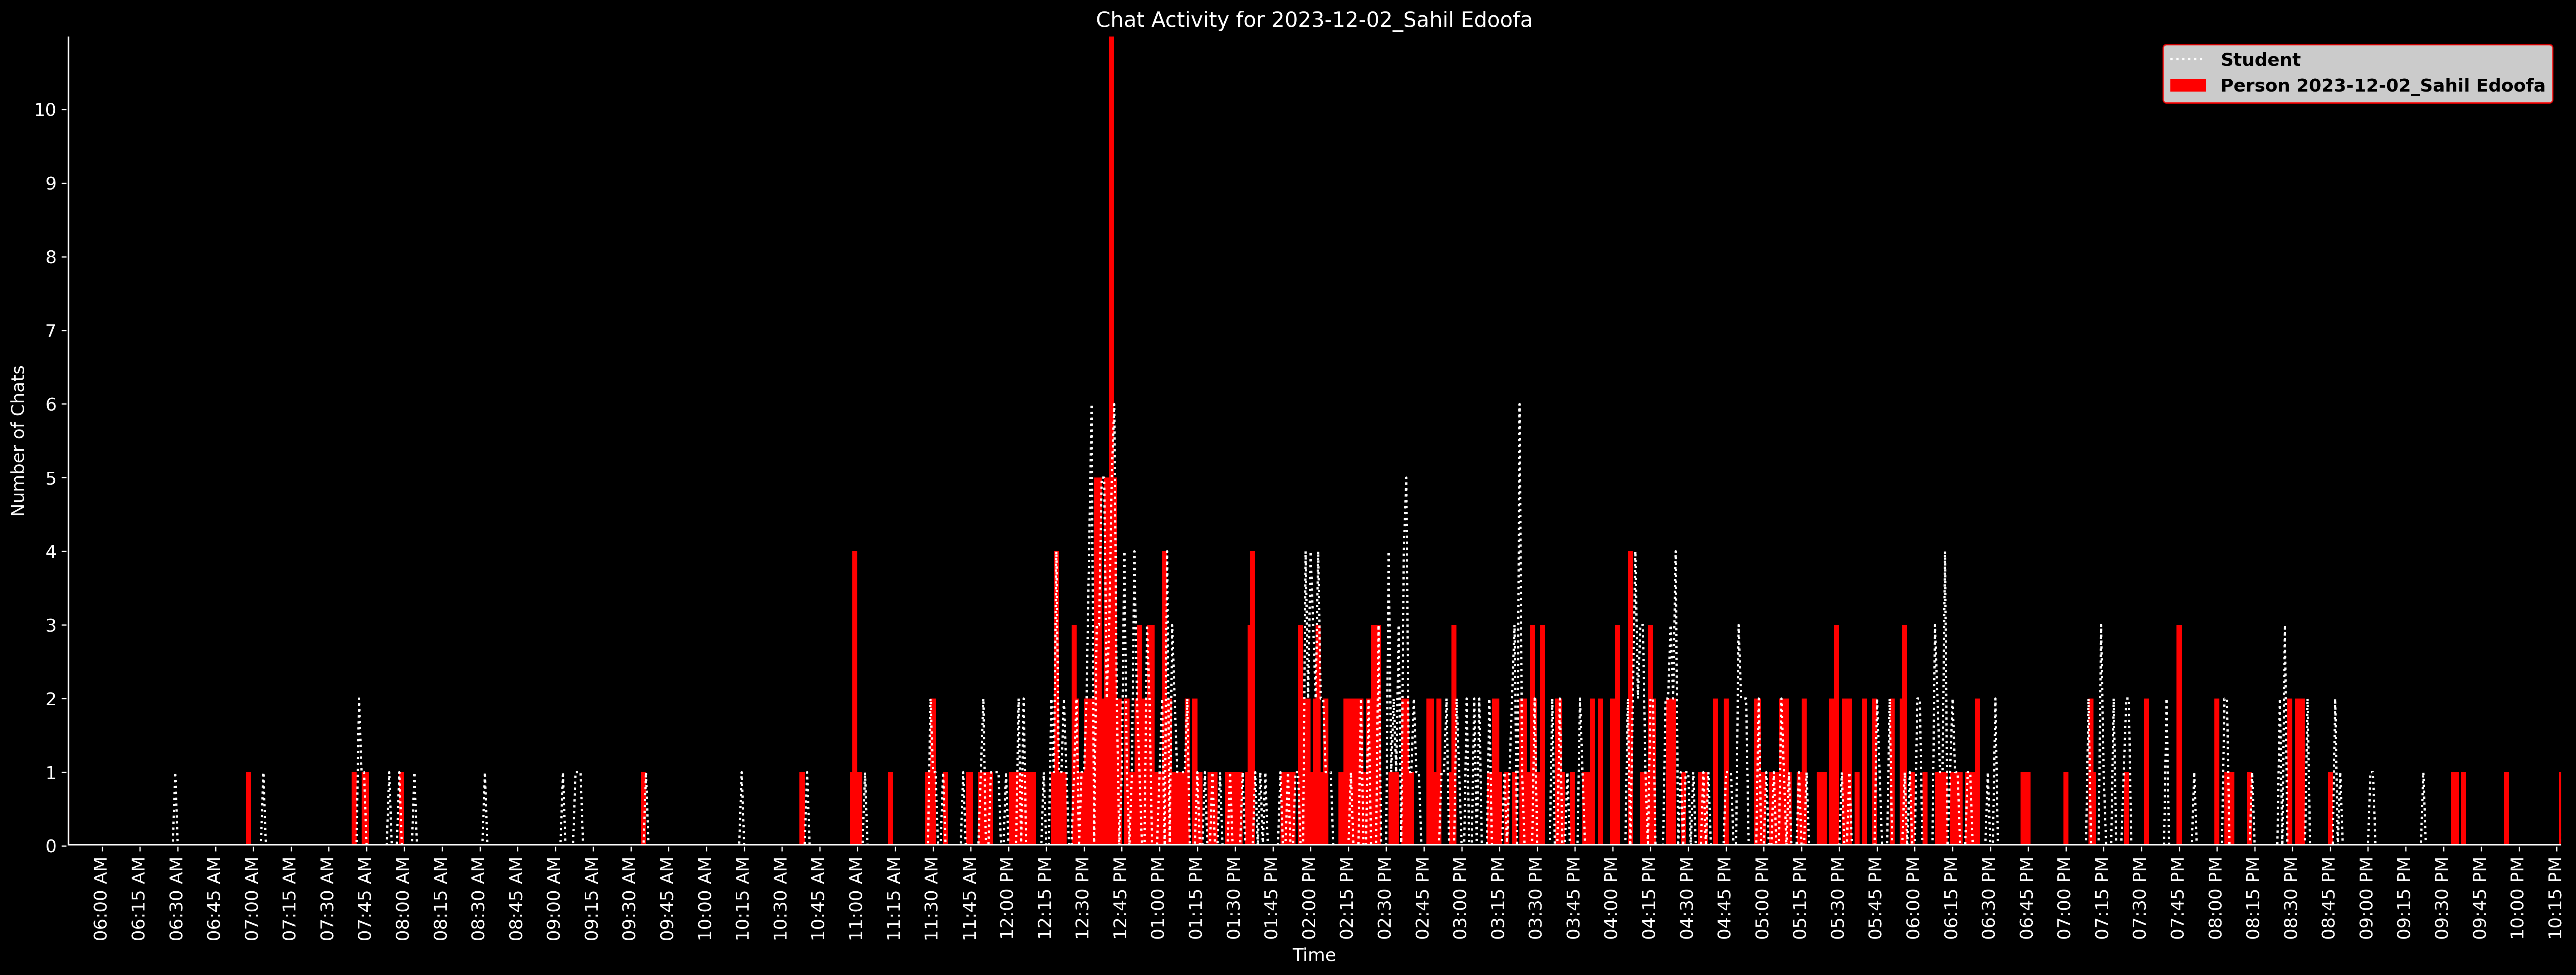 Chat Activity for 2023-12-02_Sahil Edoofa
Student
Person 2023-12-02_Sahil Edoofa
Number of Chats
10
9
8
7
6
5
4
3
2
1
0
06:00 AM
06:15 AM
06:30 AM
06:45 AM
07:00 AM
07:15 AM
07:30 AM
07:45 AM
08:00 AM
08:15 AM
08:30 AM
08:45 AM
09:00 AM
09:15 AM
09:30 AM
09:45 AM
10:00 AM
10:15 AM
10:30 AM
10:45 AM
11:00 AM
11:15 AM
11:30 AM
11:45 AM
12:00 PM
12:15 PM
12:30 PM
12:45 PM
01:00 PM
01:15 PM
01:30 PM
01:45 PM
02:00 PM
02:15 PM
02:30 PM
02:45 PM
03:00 PM
03:15 PM
03:30 PM
03:45 PM
04:00 PM
04:15 PM
04:30 PM
04:45 PM
05:00 PM
05:15 PM
05:30 PM
05:45 PM
06:00 PM
06:15 PM
06:30 PM
06:45 PM
07:00 PM
07:15 PM
07:30 PM
07:45 PM
08:00 PM
08:15 PM
08:30 PM
08:45 PM
09:00 PM
09:15 PM
09:30 PM
09:45 PM
10:00 PM
10:15 PM
Time